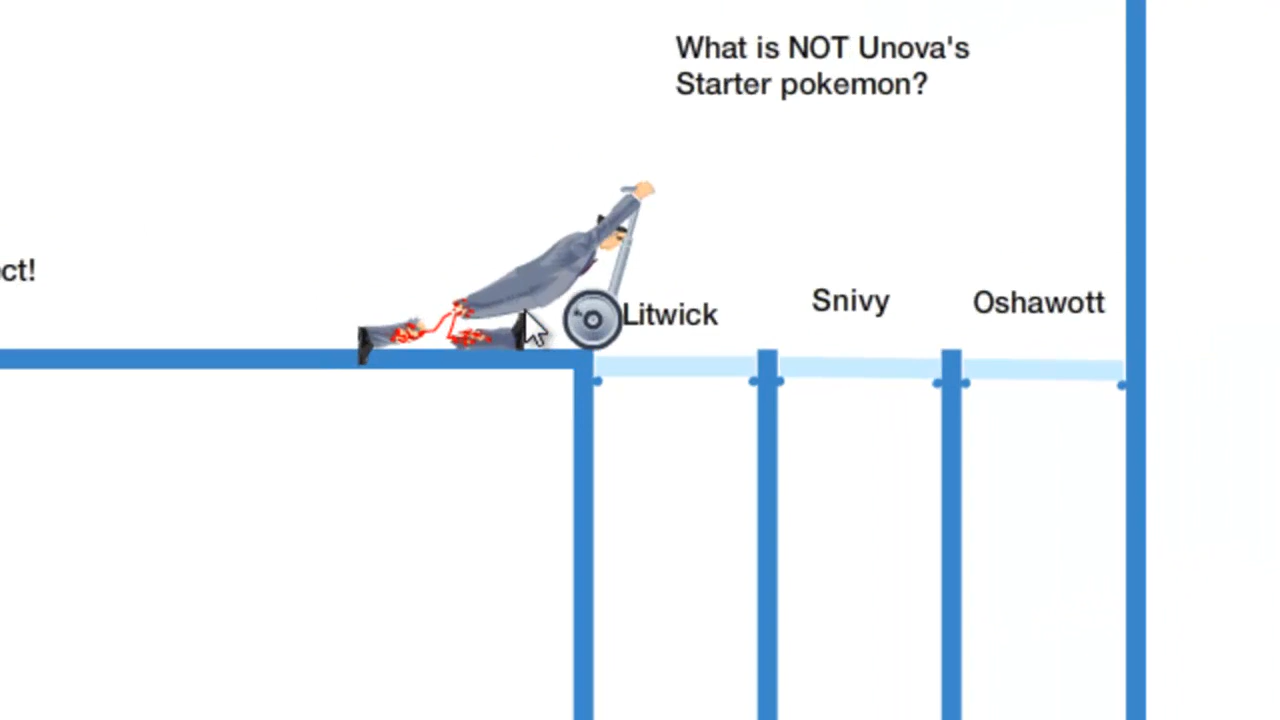 What is NOT Unova's
Starter pokemon?
ct!
Litwick
Snivy
Oshawott